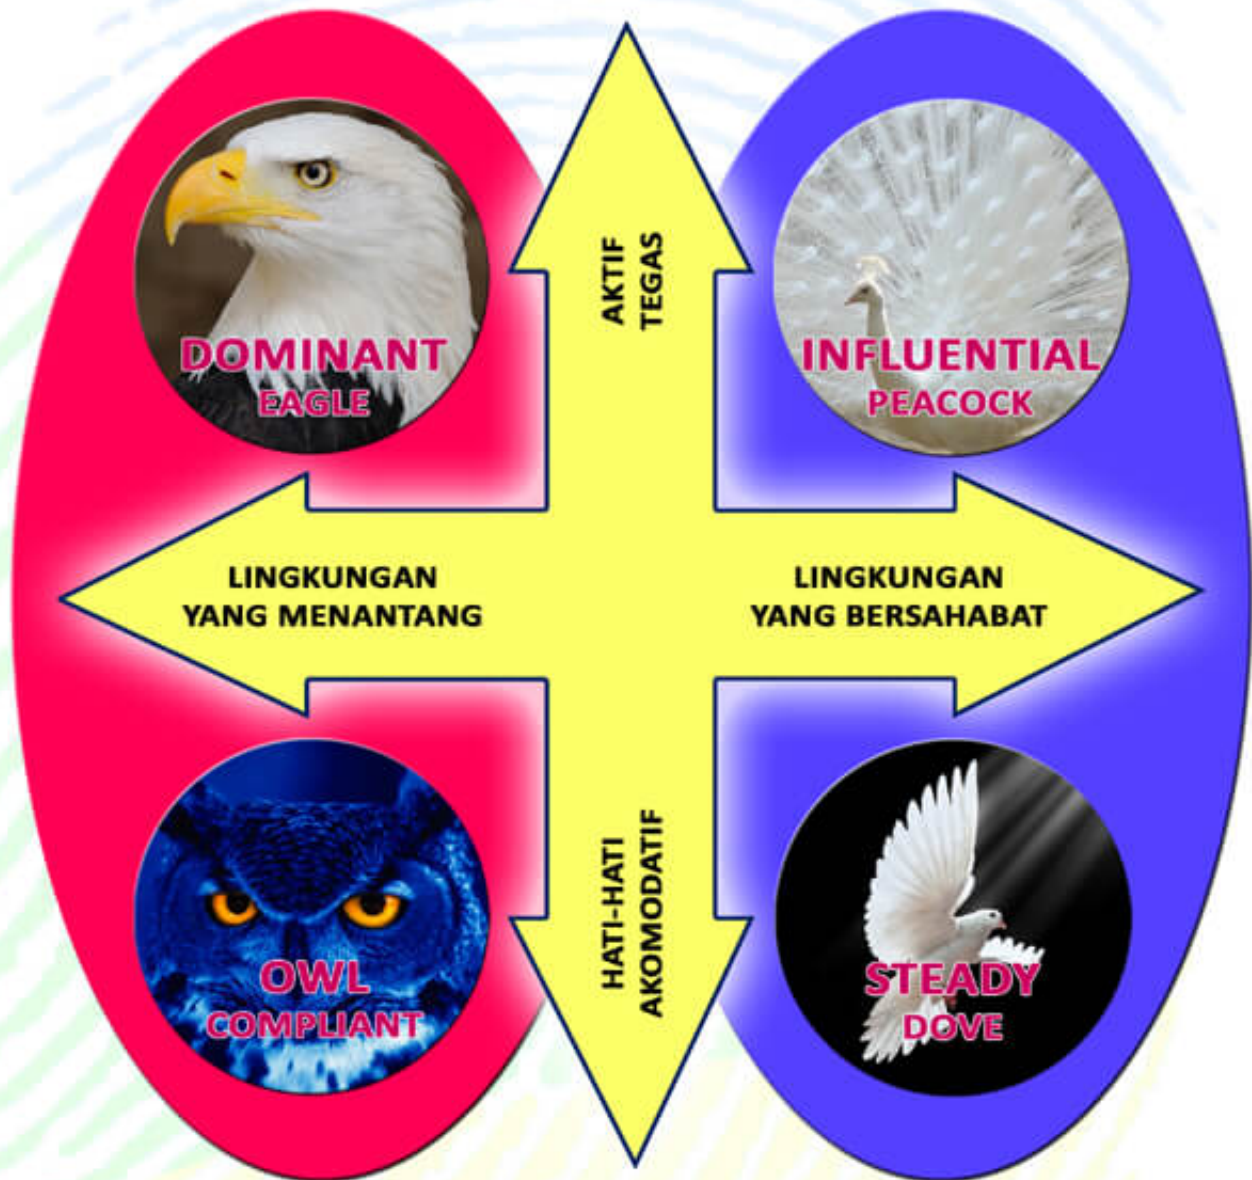 DOMINANT
EAGLE
INFLUENTIAL
PEACOCK
AKTIF
TEGAS
LINGKUNGAN
YANG MENANTANG
LINGKUNGAN
YANG BERSAHABAT
HATI-HATI
AKOMODATIF
OWL
COMPLIANT
STEADY
DOVE